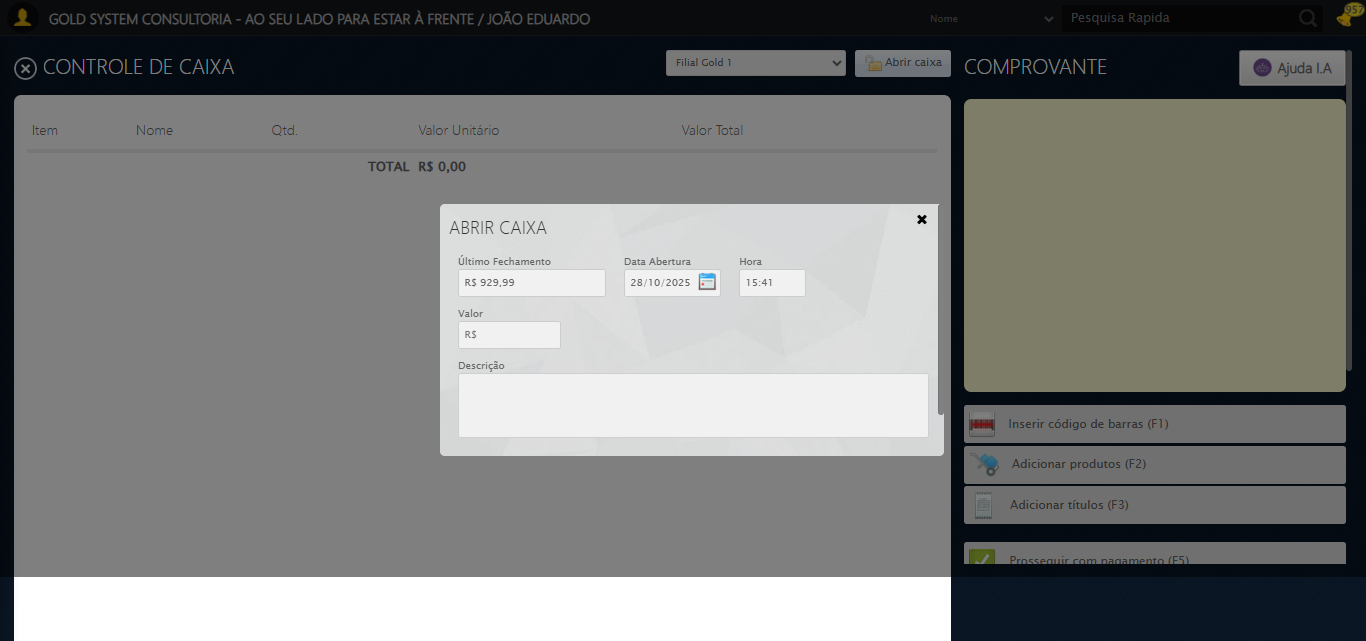 GOLD SYSTEM CONSULTORIA - AO SEU LADO PARA ESTAR À FRENTE / JOÃO EDUARDO
Nome
Pesquisa Rapida
957
CONTROLE DE CAIXA
Filial Gold 1
Abrir caixa
COMPROVANTE
Ajuda I.A
Item Nome Qtd. Valor Unitário Valor Total
TOTAL R$ 0,00
ABRIR CAIXA
Último Fechamento Data Abertura Hora
R$ 929,99 28/10/2025 15:41
Valor
R$
Descrição
Inserir código de barras (F1)
Adicionar produtos (F2)
Adicionar títulos (F3)
Prosseguir com pagamento (F5)